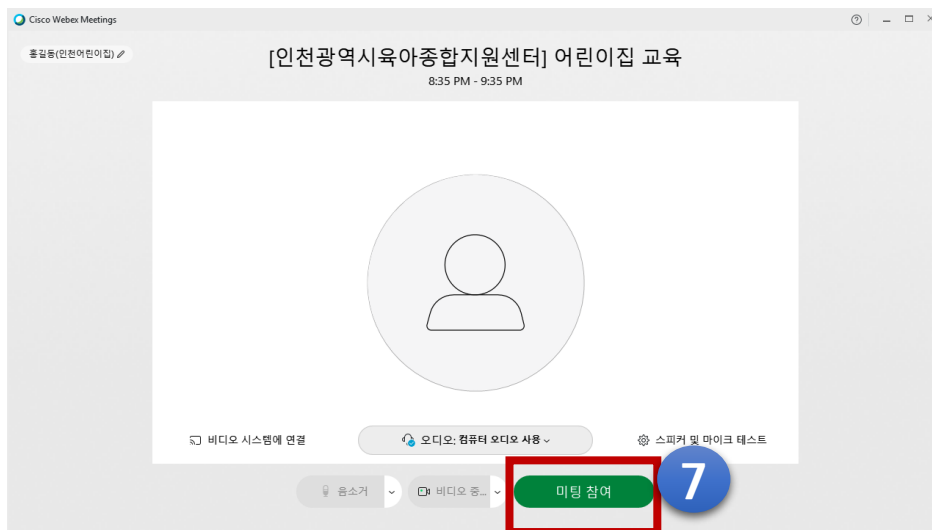 Cisco Webex Meetings
홍길동(인천어린이집)
[인천광역시육아종합지원센터] 어린이집 교육
8:35 PM - 9:35 PM
비디오 시스템에 연결
오디오: 컴퓨터 오디오 사용
스피커 및 마이크 테스트
음소거
비디오 중...
미팅 참여
7